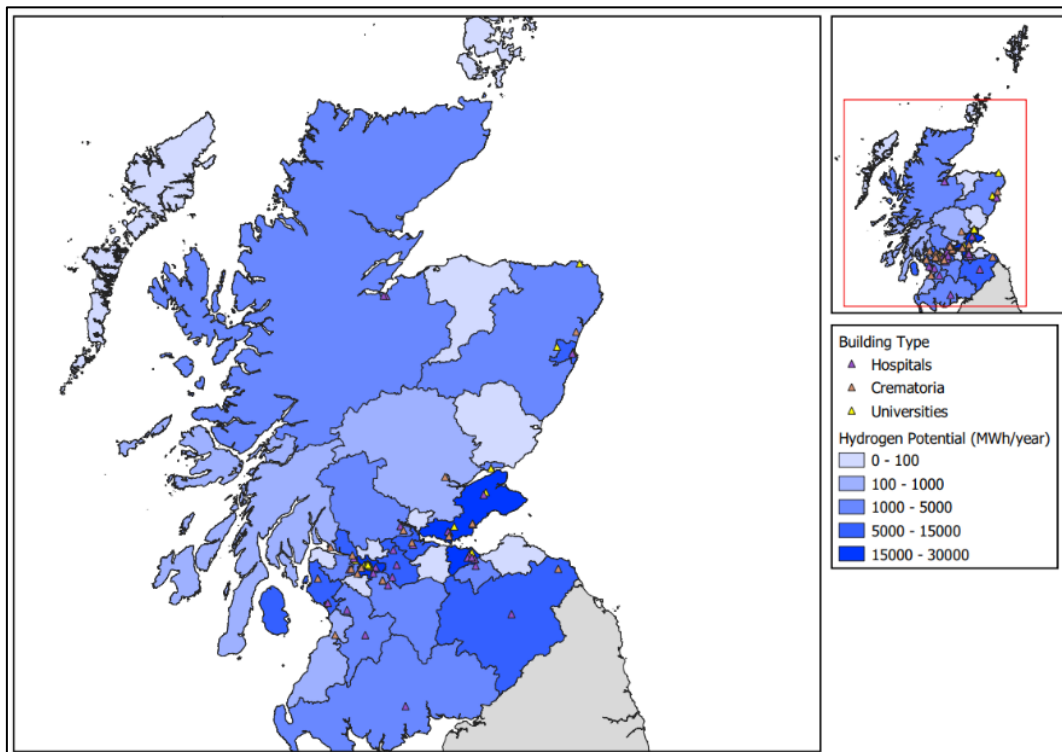 Building Type
Hospitals
Crematoria
Universities
Hydrogen Potential (MWh/year)
0 - 100
100 - 1000
1000 - 5000
5000 - 15000
15000 - 30000